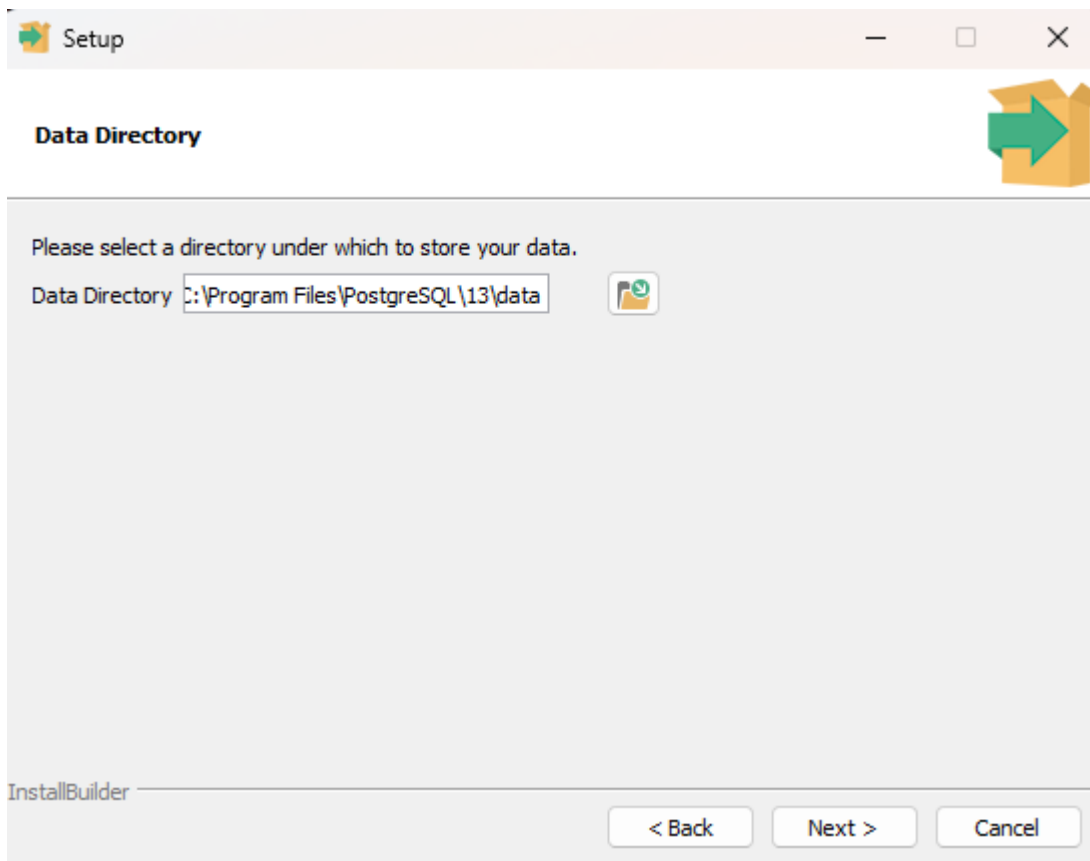 Setup
Data Directory
Please select a directory under which to store your data.
Data Directory C:\Program Files\PostgreSQL\13\data
InstallBuilder
< Back Next > Cancel